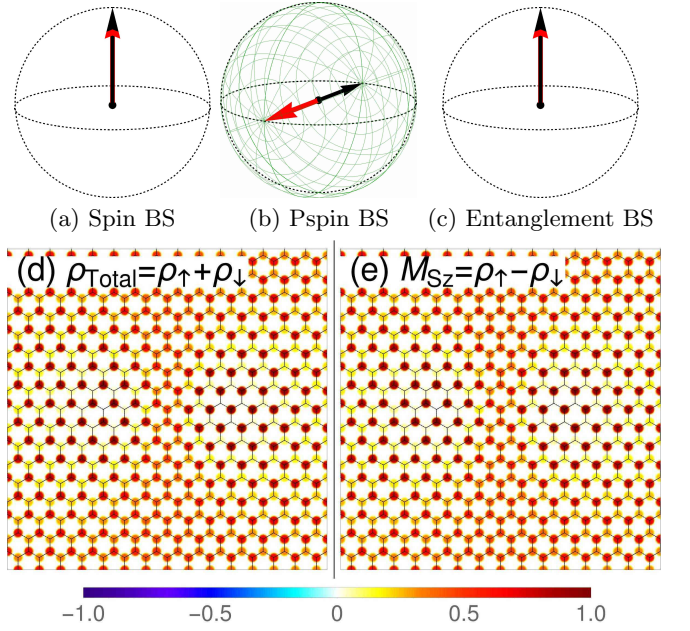 (a) Spin BS (b) Pspin BS (c) Entanglement BS
(d) ρTotal=ρ↑+ρ↓ (e) MSz=ρ↑−ρ↓
−1.0 −0.5 0 0.5 1.0